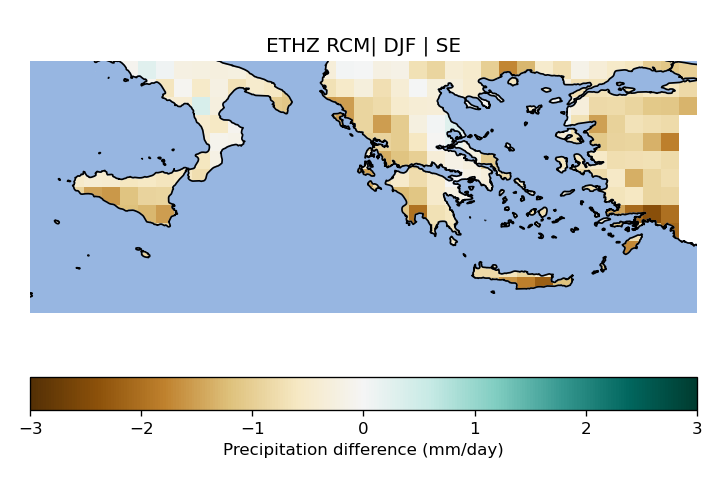 ETHZ RCM| DJF | SE
−3 −2 −1 0 1 2 3
Precipitation difference (mm/day)